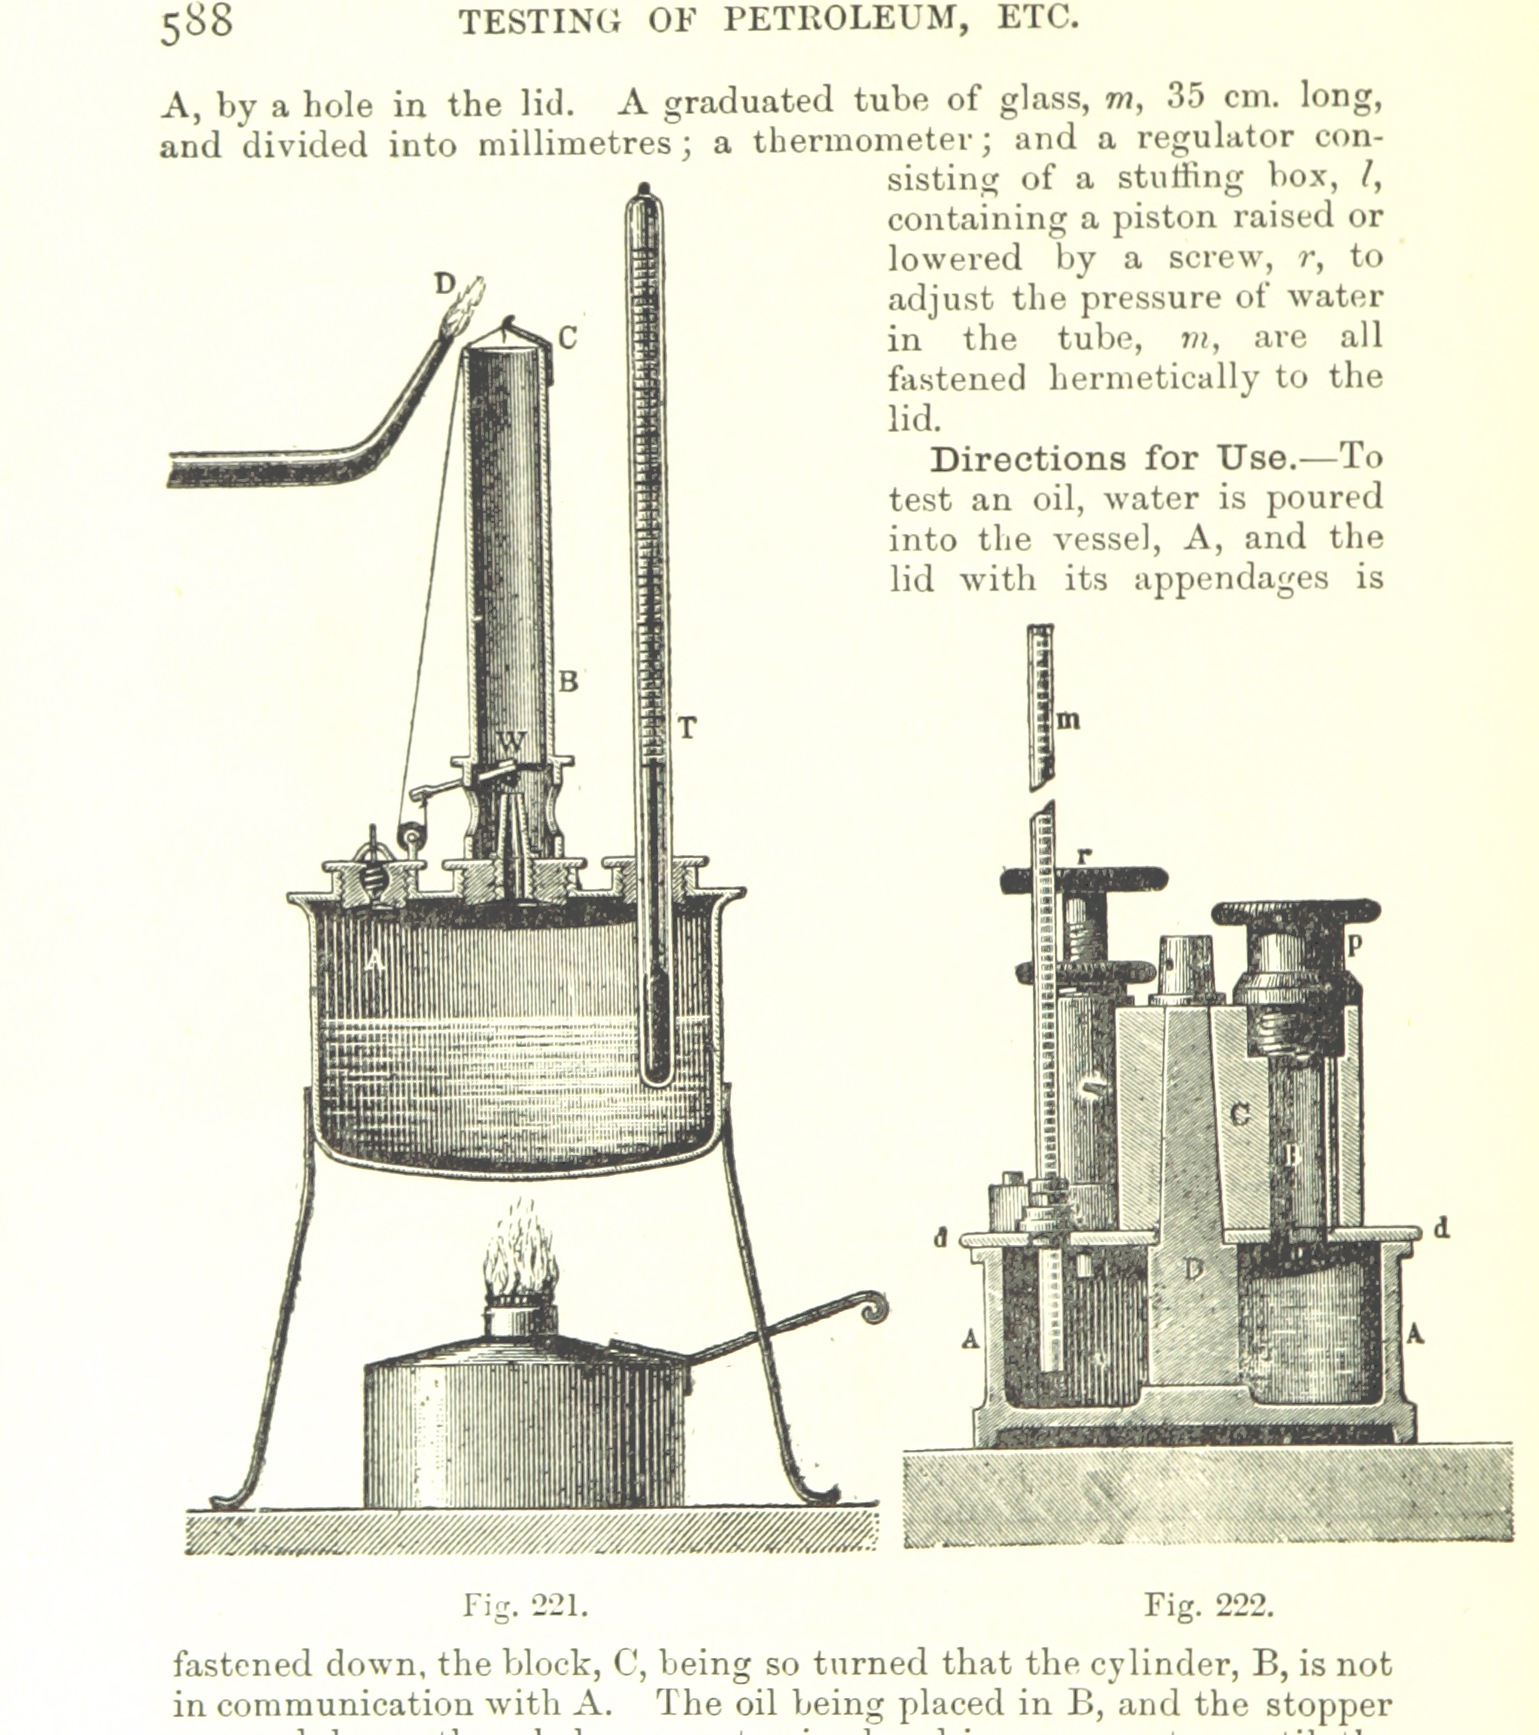 588 TESTING OF PETROLEUM, ETC.
A, by a hole in the lid. A graduated tube of glass, m, 35 cm. long,
and divided into millimetres; a thermometer; and a regulator con-
sisting of a stuffing box, l,
containing a piston raised or
lowered by a screw, r, to
adjust the pressure of water
in the tube, m, are all
fastened hermetically to the
lid.
Directions for Use.—To
test an oil, water is poured
into the vessel, A, and the
lid with its appendages is
D
C
B
T
W
A
m
r
p
C
B
d
d
D
A
A
Fig. 221.
Fig. 222.
fastened down, the block, C, being so turned that the cylinder, B, is not
in communication with A. The oil being placed in B, and the stopper